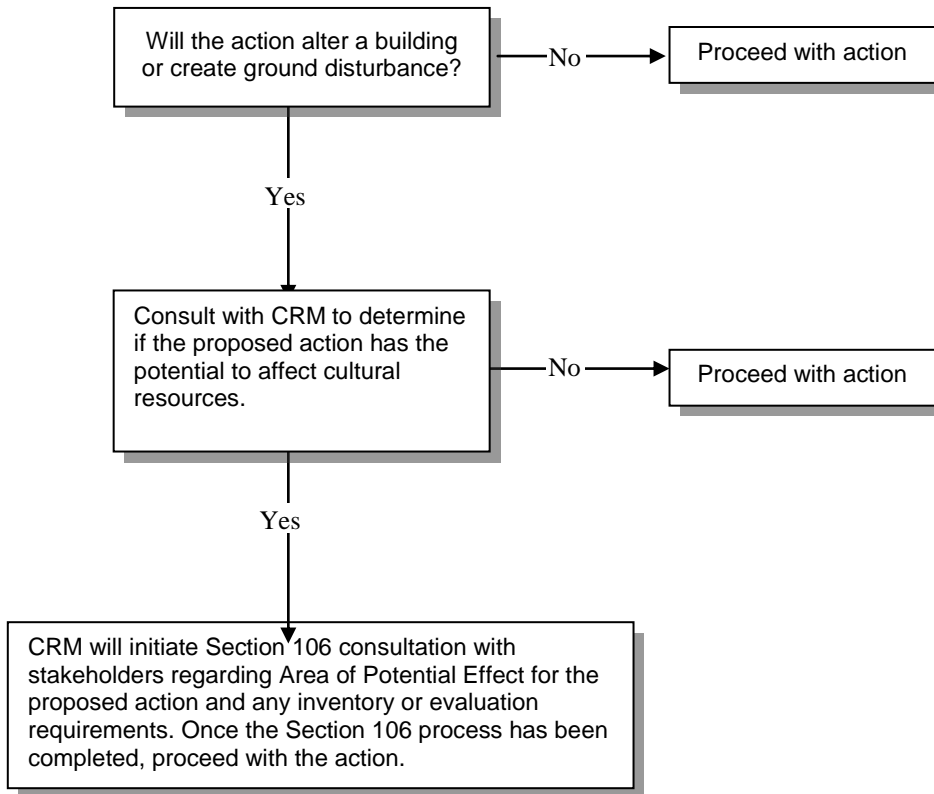 Will the action alter a building
or create ground disturbance?
No
Proceed with action
Yes
Consult with CRM to determine
if the proposed action has the
potential to affect cultural
resources.
No
Proceed with action
Yes
CRM will initiate Section 106 consultation with
stakeholders regarding Area of Potential Effect for the
proposed action and any inventory or evaluation
requirements. Once the Section 106 process has been
completed, proceed with the action.